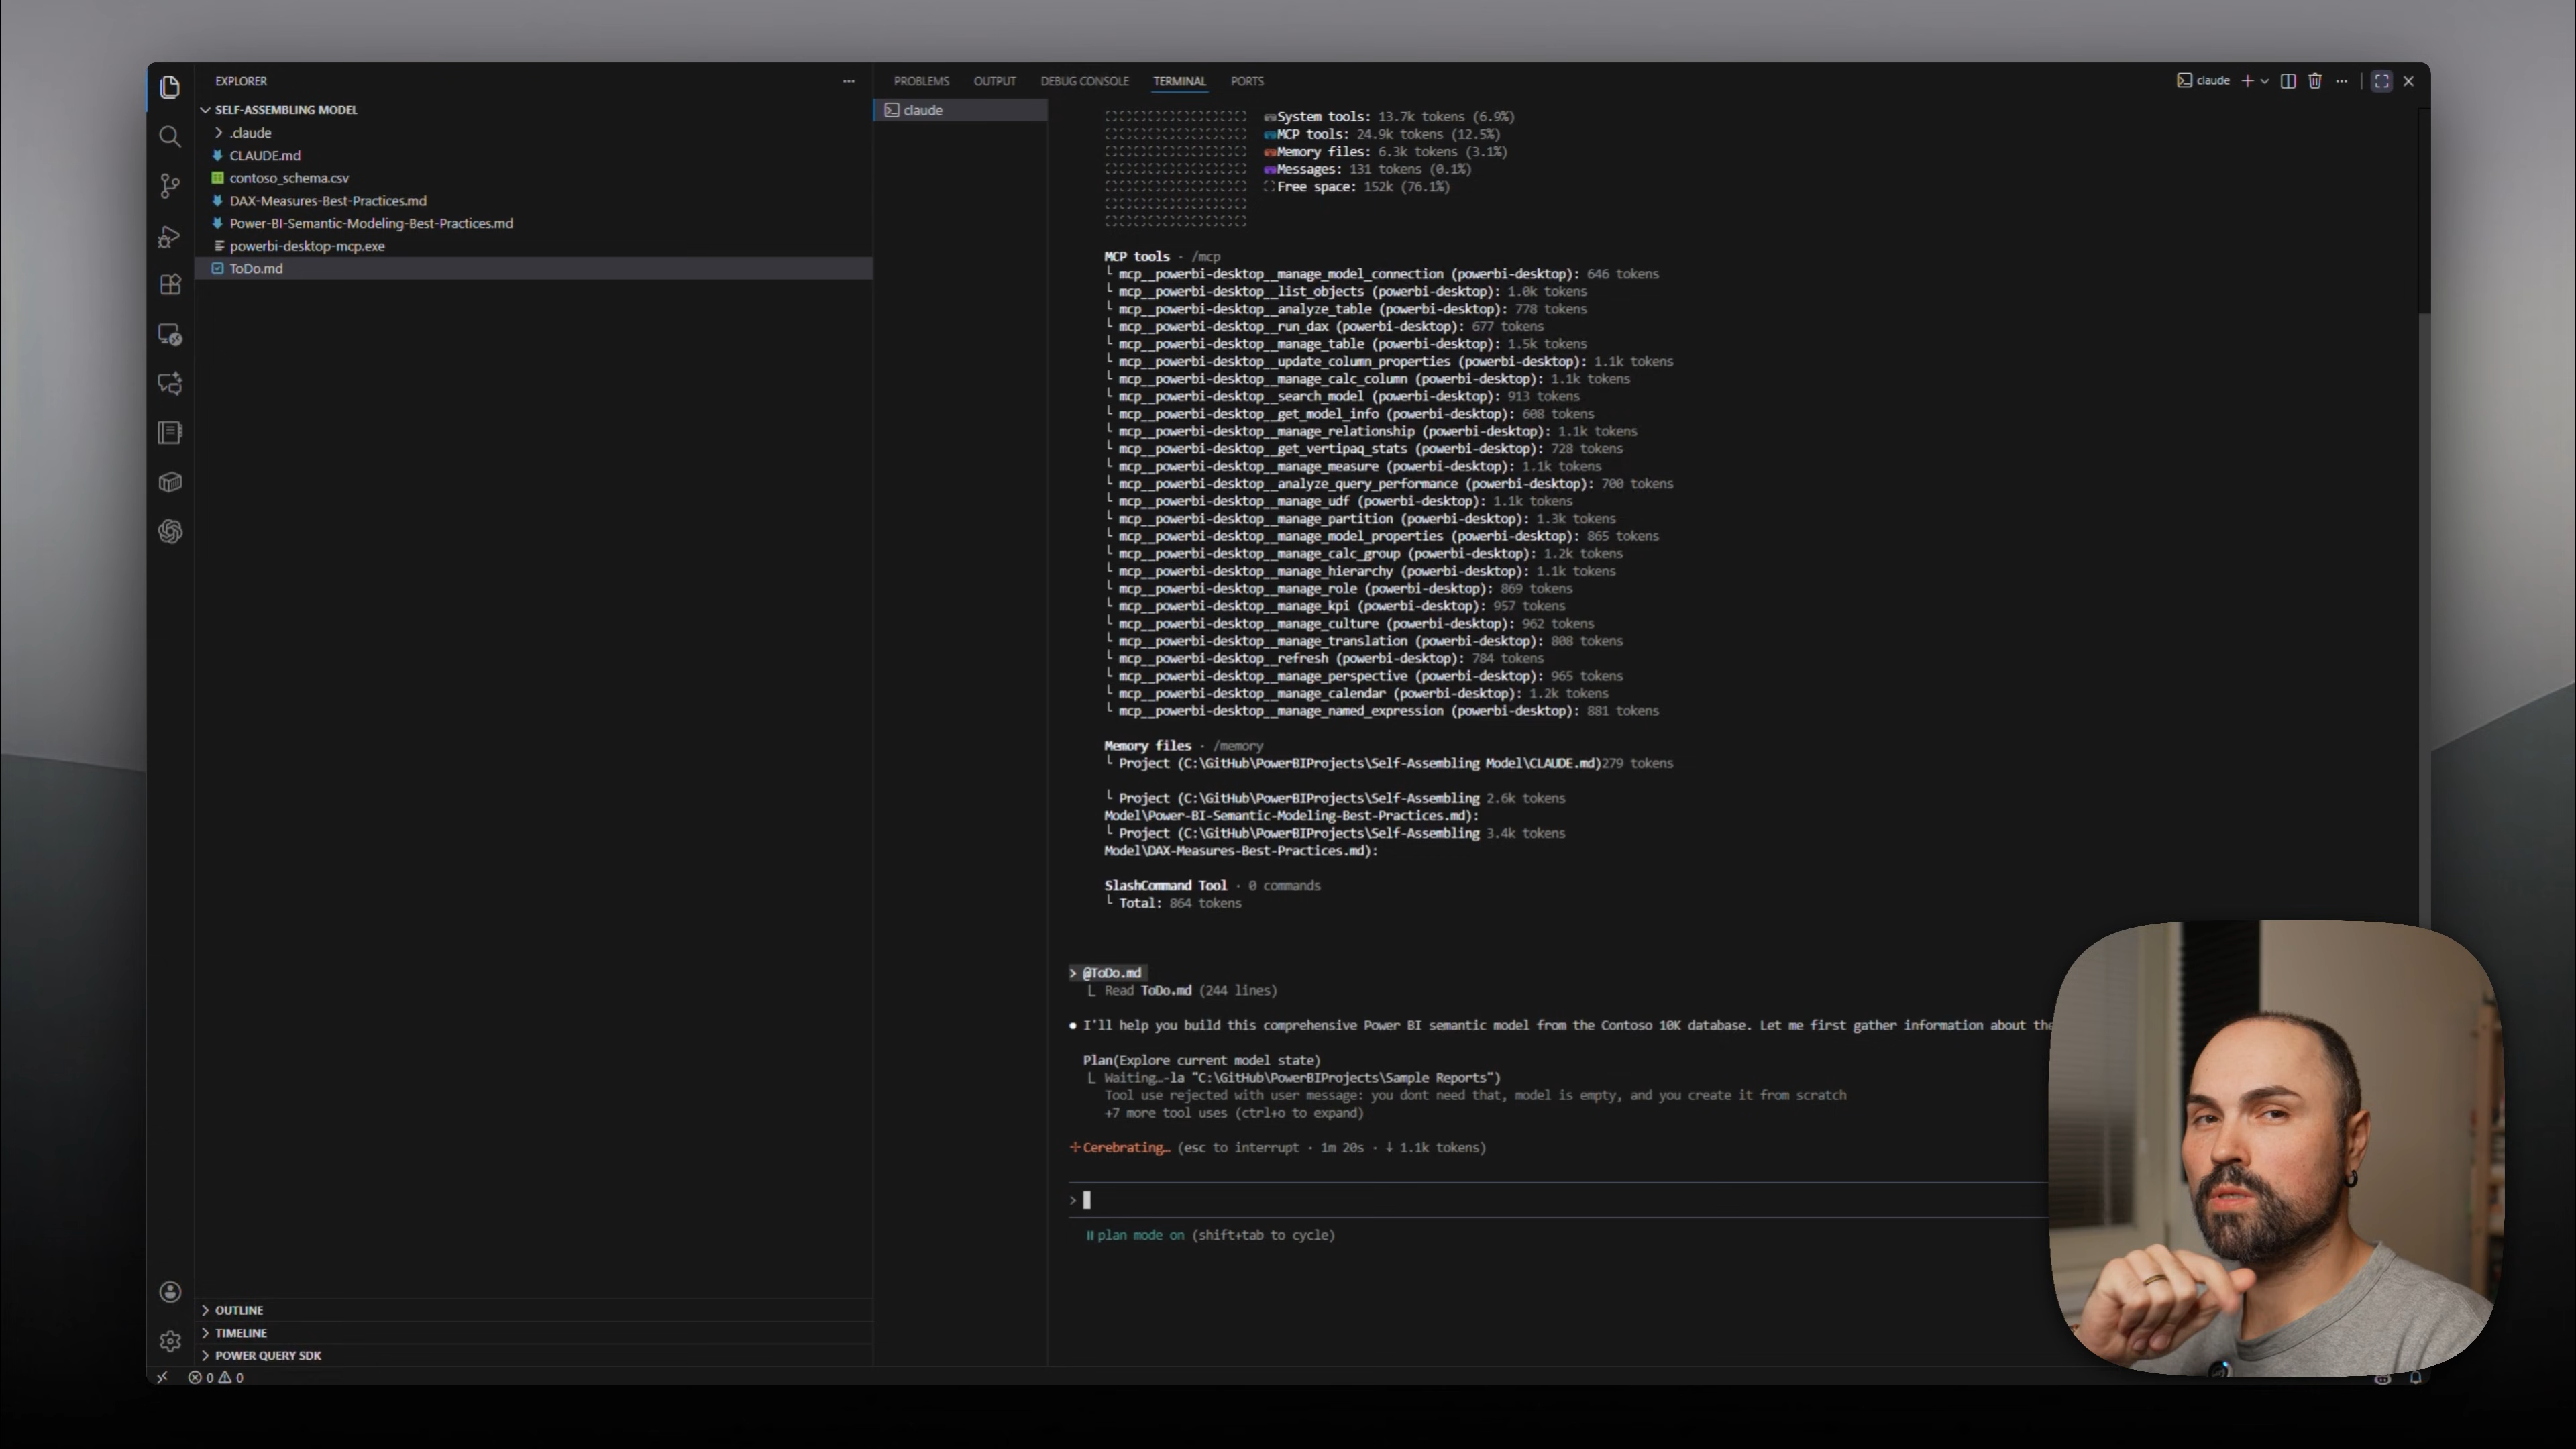 EXPLORER
SELF-ASSEMBLING MODEL
.claude
CLAUDE.md
contoso_schema.csv
DAX-Measures-Best-Practices.md
Power-BI-Semantic-Modeling-Best-Practices.md
powerbi-desktop-mcp.exe
ToDo.md
OUTLINE
TIMELINE
POWER QUERY SDK
0 0
PROBLEMS OUTPUT DEBUG CONSOLE TERMINAL PORTS
claude
claude
System tools: 13.7k tokens (6.9%)
MCP tools: 24.9k tokens (12.5%)
Memory files: 6.3k tokens (3.1%)
Messages: 131 tokens (0.1%)
Free space: 152k (76.1%)
MCP tools · /mcp
└ mcp__powerbi-desktop__manage_model_connection (powerbi-desktop): 646 tokens
└ mcp__powerbi-desktop__list_objects (powerbi-desktop): 1.0k tokens
└ mcp__powerbi-desktop__analyze_table (powerbi-desktop): 778 tokens
└ mcp__powerbi-desktop__run_dax (powerbi-desktop): 677 tokens
└ mcp__powerbi-desktop__manage_table (powerbi-desktop): 1.5k tokens
└ mcp__powerbi-desktop__update_column_properties (powerbi-desktop): 1.1k tokens
└ mcp__powerbi-desktop__manage_calc_column (powerbi-desktop): 1.1k tokens
└ mcp__powerbi-desktop__search_model (powerbi-desktop): 913 tokens
└ mcp__powerbi-desktop__get_model_info (powerbi-desktop): 608 tokens
└ mcp__powerbi-desktop__manage_relationship (powerbi-desktop): 1.1k tokens
└ mcp__powerbi-desktop__get_vertipaq_stats (powerbi-desktop): 728 tokens
└ mcp__powerbi-desktop__manage_measure (powerbi-desktop): 1.1k tokens
└ mcp__powerbi-desktop__analyze_query_performance (powerbi-desktop): 700 tokens
└ mcp__powerbi-desktop__manage_udf (powerbi-desktop): 1.1k tokens
└ mcp__powerbi-desktop__manage_partition (powerbi-desktop): 1.3k tokens
└ mcp__powerbi-desktop__manage_model_properties (powerbi-desktop): 865 tokens
└ mcp__powerbi-desktop__manage_calc_group (powerbi-desktop): 1.2k tokens
└ mcp__powerbi-desktop__manage_hierarchy (powerbi-desktop): 1.1k tokens
└ mcp__powerbi-desktop__manage_role (powerbi-desktop): 869 tokens
└ mcp__powerbi-desktop__manage_kpi (powerbi-desktop): 957 tokens
└ mcp__powerbi-desktop__manage_culture (powerbi-desktop): 962 tokens
└ mcp__powerbi-desktop__manage_translation (powerbi-desktop): 808 tokens
└ mcp__powerbi-desktop__refresh (powerbi-desktop): 784 tokens
└ mcp__powerbi-desktop__manage_perspective (powerbi-desktop): 965 tokens
└ mcp__powerbi-desktop__manage_calendar (powerbi-desktop): 1.2k tokens
└ mcp__powerbi-desktop__manage_named_expression (powerbi-desktop): 881 tokens
Memory files · /memory
└ Project (C:\GitHub\PowerBIProjects\Self-Assembling Model\CLAUDE.md)279 tokens
└ Project (C:\GitHub\PowerBIProjects\Self-Assembling 2.6k tokens
Model\Power-BI-Semantic-Modeling-Best-Practices.md):
└ Project (C:\GitHub\PowerBIProjects\Self-Assembling 3.4k tokens
Model\DAX-Measures-Best-Practices.md):
SlashCommand Tool · 0 commands
└ Total: 864 tokens
> @ToDo.md
Read ToDo.md (244 lines)
● I'll help you build this comprehensive Power BI semantic model from the Contoso 10K database. Let me first gather information about the
Plan(Explore current model state)
Waiting…-la "C:\GitHub\PowerBIProjects\Sample Reports")
Tool use rejected with user message: you dont need that, model is empty, and you create it from scratch
+7 more tool uses (ctrl+o to expand)
Cerebrating… (esc to interrupt · 1m 20s · ↓ 1.1k tokens)
>
plan mode on (shift+tab to cycle)